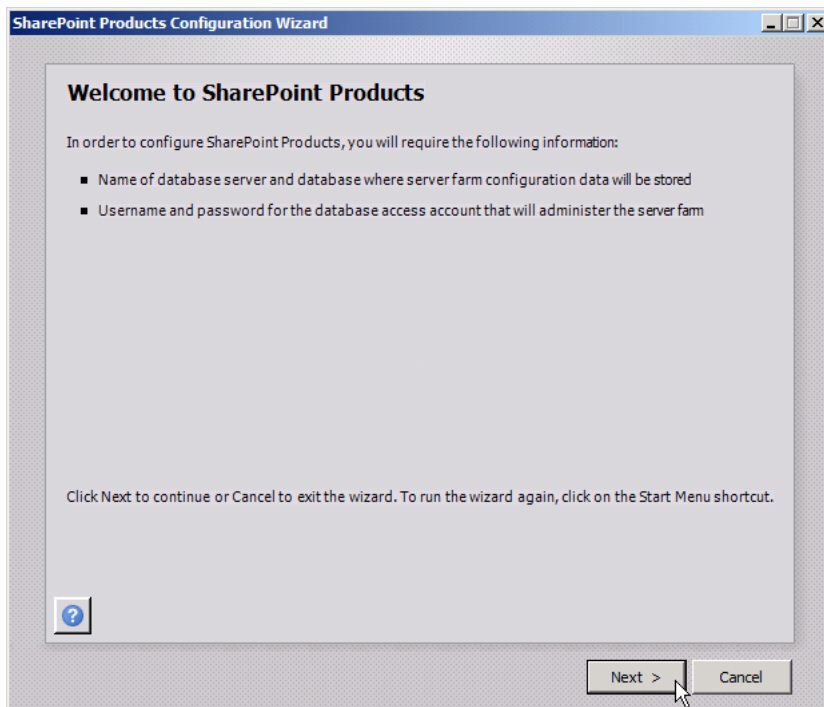 SharePoint Products Configuration Wizard
Welcome to SharePoint Products
In order to configure SharePoint Products, you will require the following information:
Name of database server and database where server farm configuration data will be stored
Username and password for the database access account that will administer the server farm
Click Next to continue or Cancel to exit the wizard. To run the wizard again, click on the Start Menu shortcut.
?
Next >
Cancel